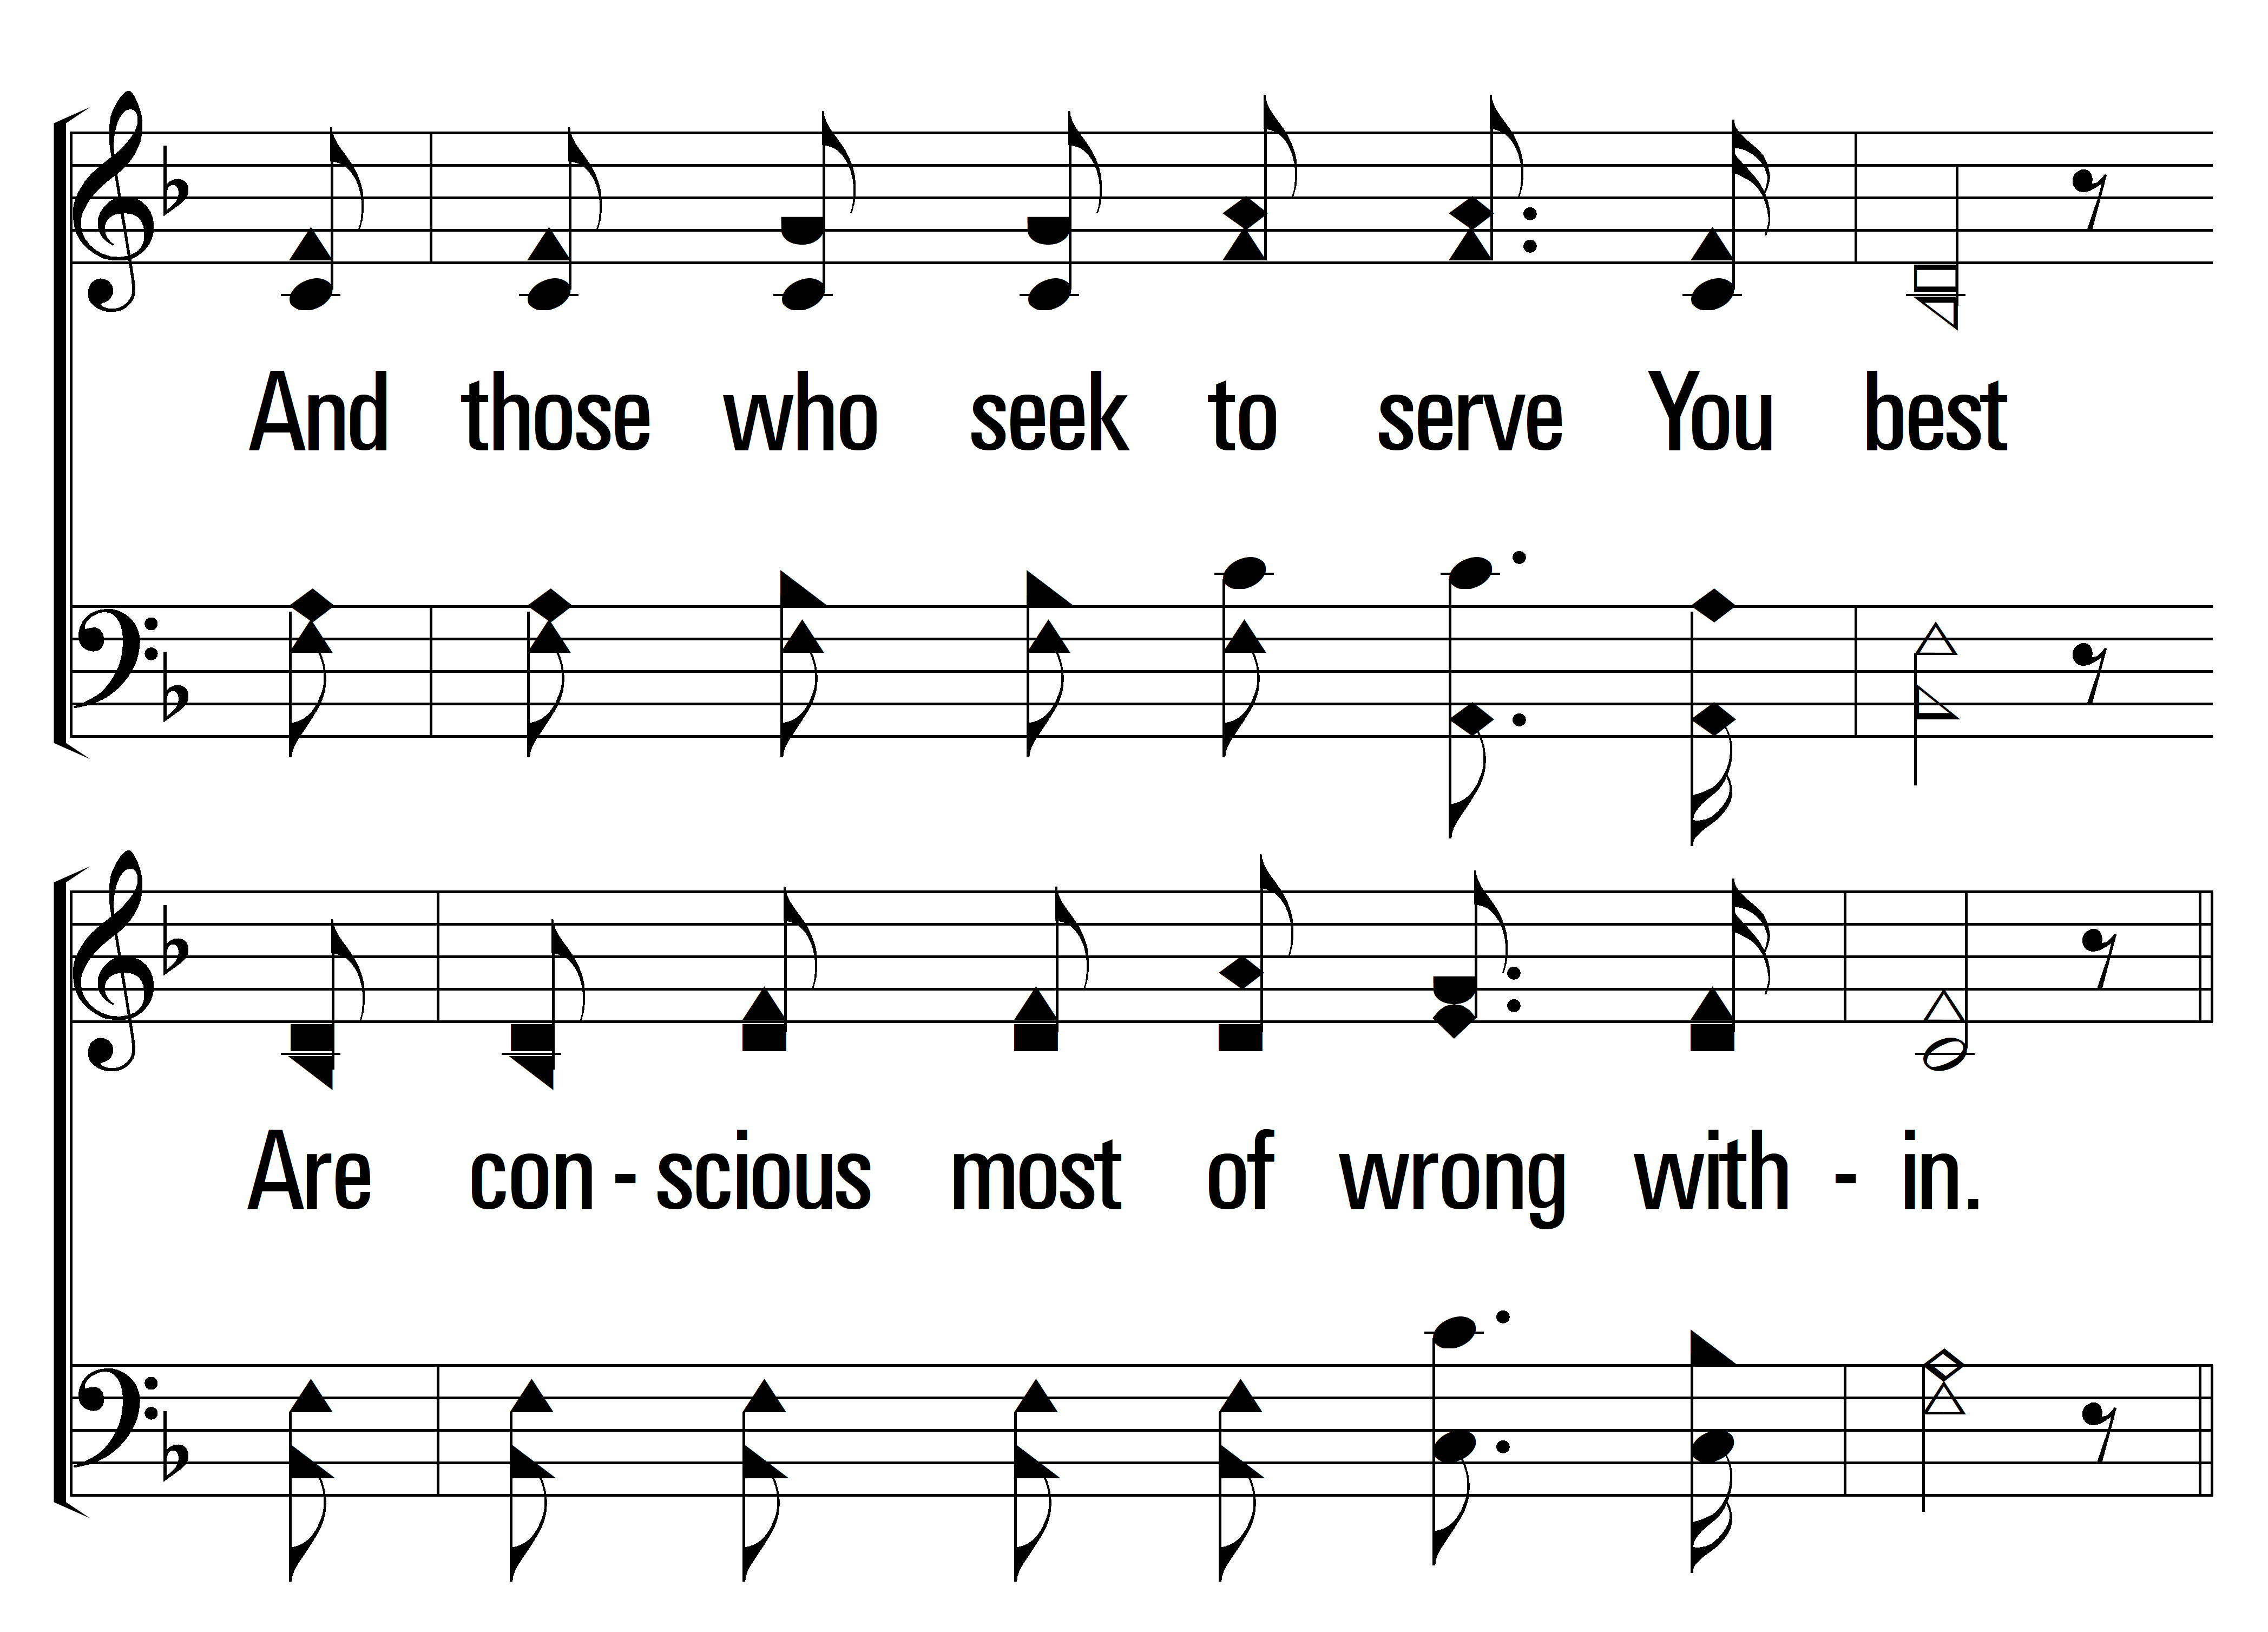 And those who seek to serve You best
Are con - scious most of wrong with - in.